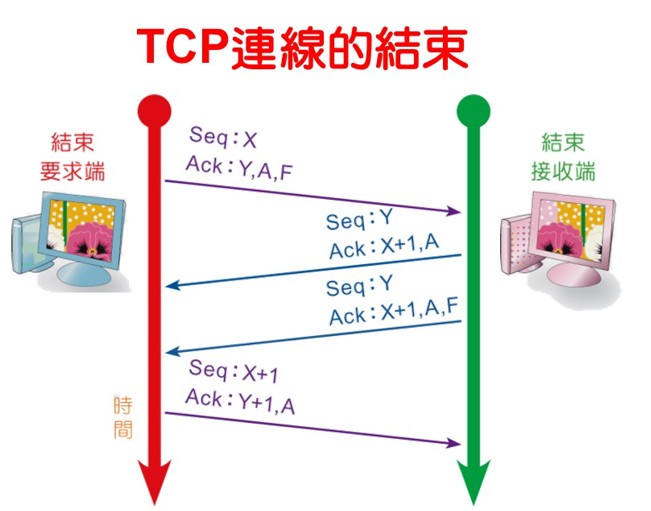 TCP連線的結束
結束
要求端
結束
接收端
Seq：X
Ack：Y,A,F
Seq：Y
Ack：X+1,A
Seq：Y
Ack：X+1,A,F
Seq：X+1
Ack：Y+1,A
時
間